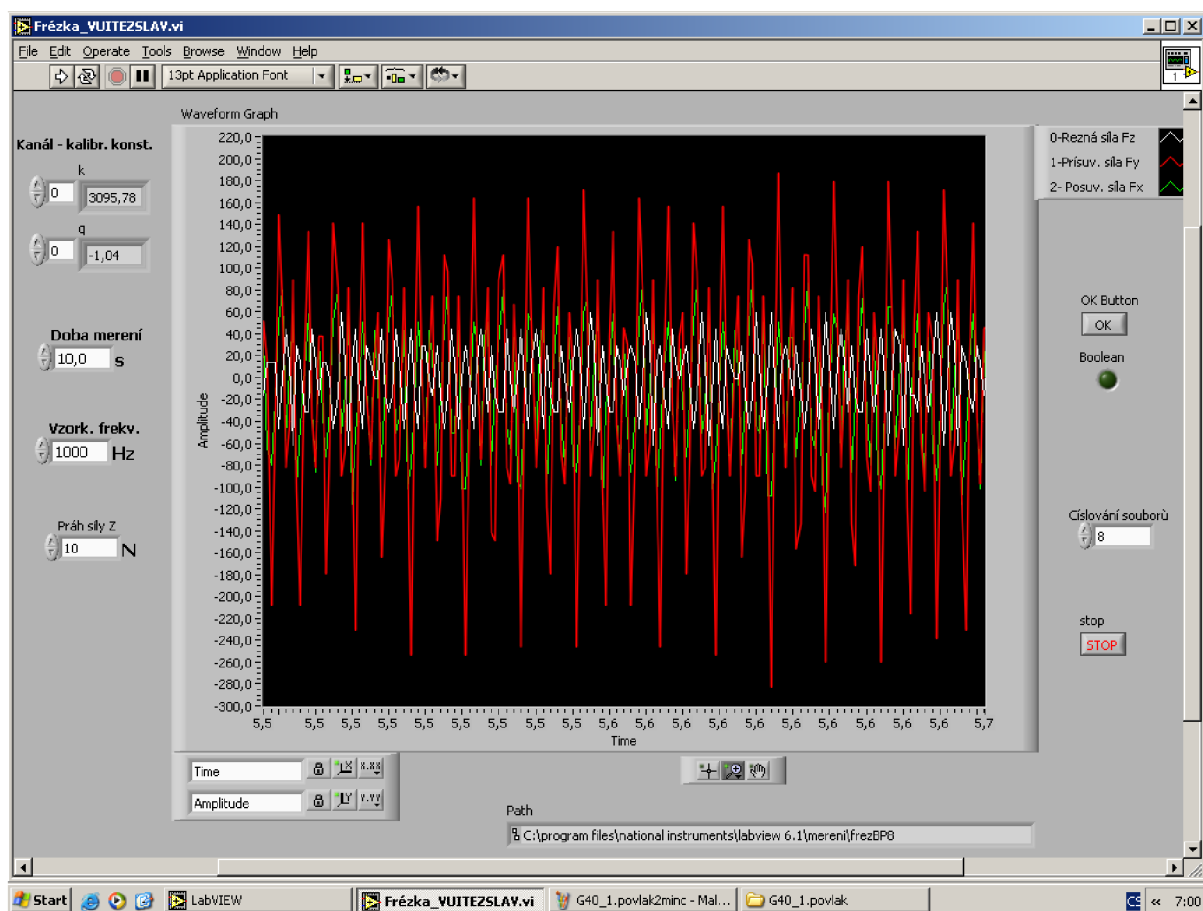 Frézka_VUITEZSLAV.vi
File Edit Operate Tools Browse Window Help
13pt Application Font
1
Waveform Graph
Kanál - kalibr. konst.
k
0 3095,78
q
0 -1,04
Doba merení
10,0 s
Vzork. frekv.
1000 Hz
Práh síly Z
10 N
Amplitude
220,0
200,0
180,0
160,0
140,0
120,0
100,0
80,0
60,0
40,0
20,0
0,0
-20,0
-40,0
-60,0
-80,0
-100,0
-120,0
-140,0
-160,0
-180,0
-200,0
-220,0
-240,0
-260,0
-280,0
-300,0
5,5 5,5 5,5 5,5 5,5 5,5 5,5 5,5 5,5 5,6 5,6 5,6 5,6 5,6 5,6 5,6 5,6 5,6 5,6 5,7
Time
0-Rezná síla Fz
1-Prísuv. síla Fy
2- Posuv. síla Fx
OK Button
OK
Boolean
Císlování souborù
8
stop
STOP
Time
Amplitude
Path
C:\program files\national instruments\labview 6.1\mereni\frezBP8
Start LabVIEW Frézka_VUITEZSLAV.vi G40_1.povlak2minc - Mal... G40_1.povlak CS « 7:00